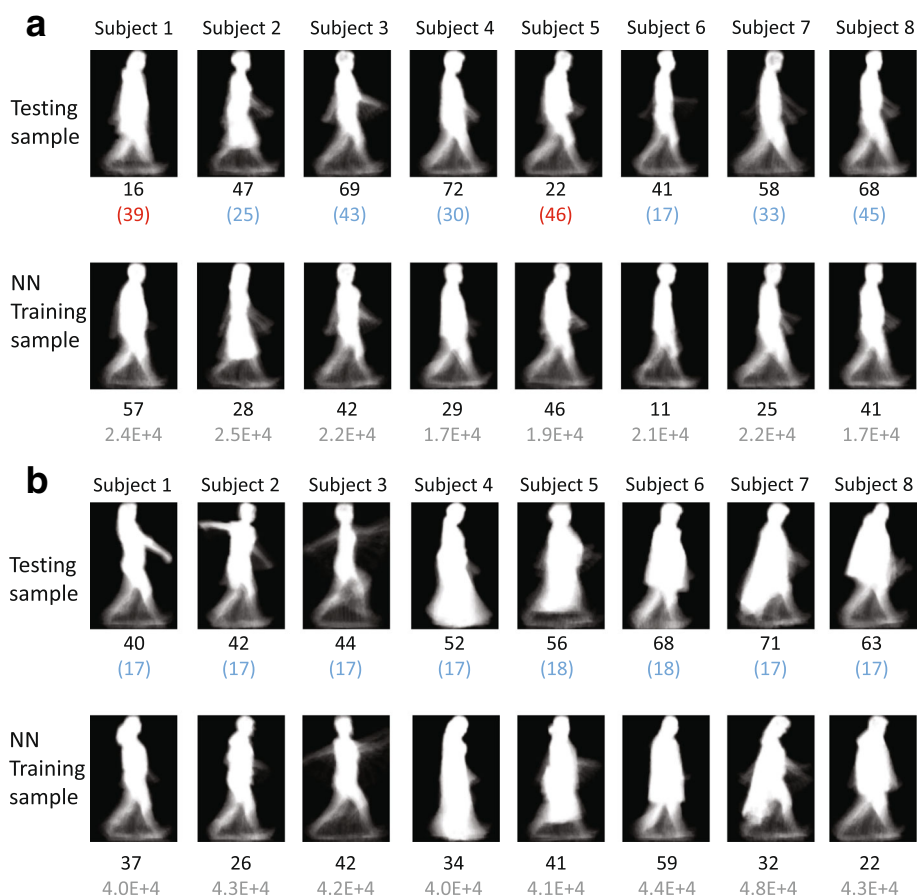 a
Subject 1 Subject 2 Subject 3 Subject 4 Subject 5 Subject 6 Subject 7 Subject 8
Testing
sample
16 47 69 72 22 41 58 68
(39) (25) (43) (30) (46) (17) (33) (45)
NN
Training
sample
57 28 42 29 46 11 25 41
2.4E+4 2.5E+4 2.2E+4 1.7E+4 1.9E+4 2.1E+4 2.2E+4 1.7E+4
b
Subject 1 Subject 2 Subject 3 Subject 4 Subject 5 Subject 6 Subject 7 Subject 8
Testing
sample
40 42 44 52 56 68 71 63
(17) (17) (17) (17) (18) (18) (17) (17)
NN
Training
sample
37 26 42 34 41 59 32 22
4.0E+4 4.3E+4 4.2E+4 4.0E+4 4.1E+4 4.4E+4 4.8E+4 4.3E+4